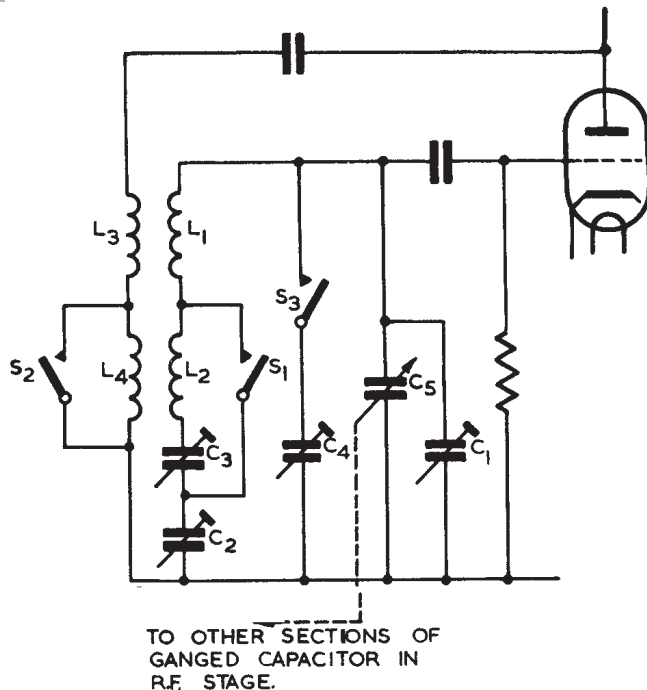 L3
L1
S3
S2
L4
L2
S1
C5
C3
C4
C1
C2
TO OTHER SECTIONS OF
GANGED CAPACITOR IN
R.F. STAGE.